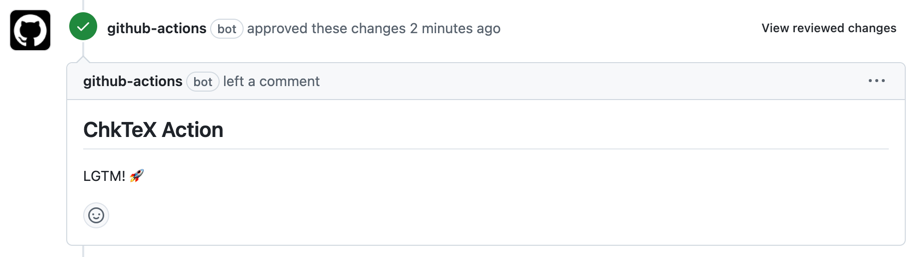 github-actions bot approved these changes 2 minutes ago View reviewed changes
github-actions bot left a comment ...
ChkTeX Action
LGTM! 🚀